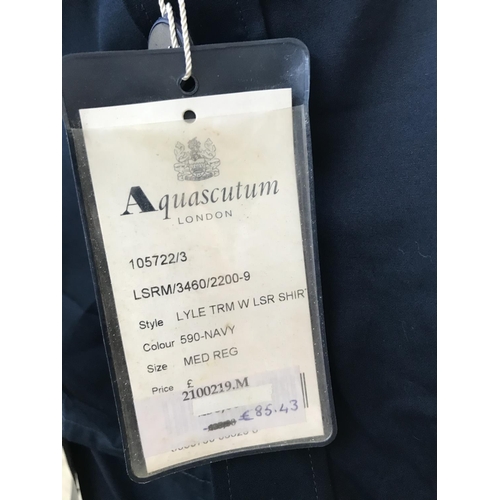 Aquascutum
LONDON
105722/3
LSRM/3460/2200-9
Style LYLE TRM W LSR SHIRT
Colour 590-NAVY
Size MED REG
Price £
2100219.M
€85.43